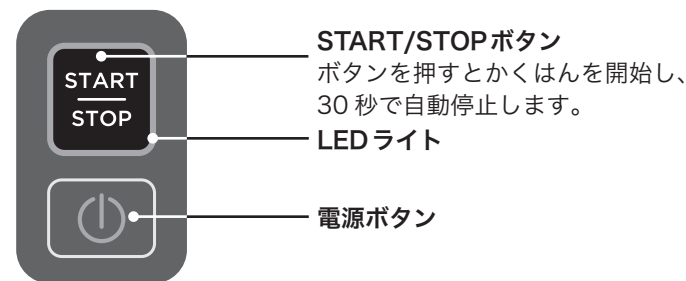 START
STOP
START/STOPボタン
ボタンを押すとかくはんを開始し、
30 秒で自動停止します。
LEDライト
電源ボタン